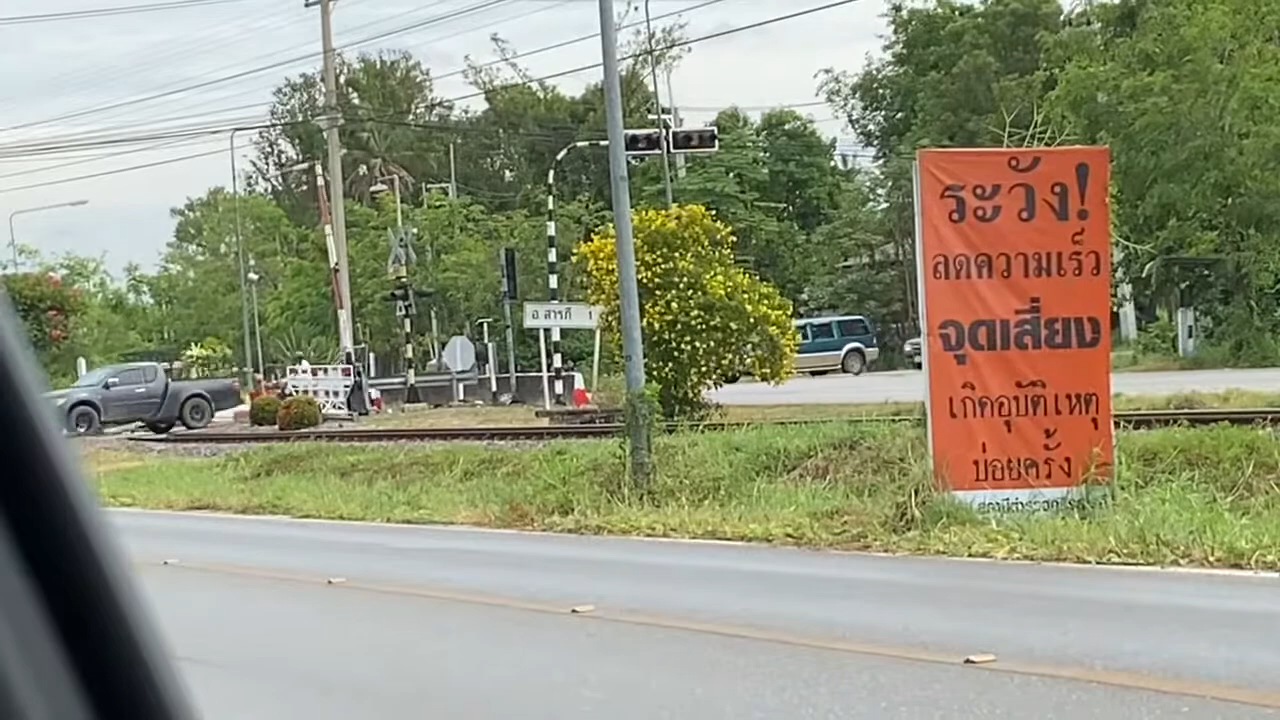 อ.สารภี 1
ระวัง!
ลดความเร็ว
จุดเสี่ยง
เกิดอุบัติเหตุ
บ่อยครั้ง